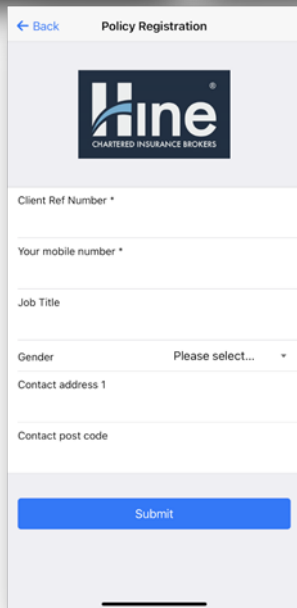 ← Back Policy Registration
Hine®
CHARTERED INSURANCE BROKERS
Client Ref Number *
Your mobile number *
Job Title
Gender Please select...
Contact address 1
Contact post code
Submit